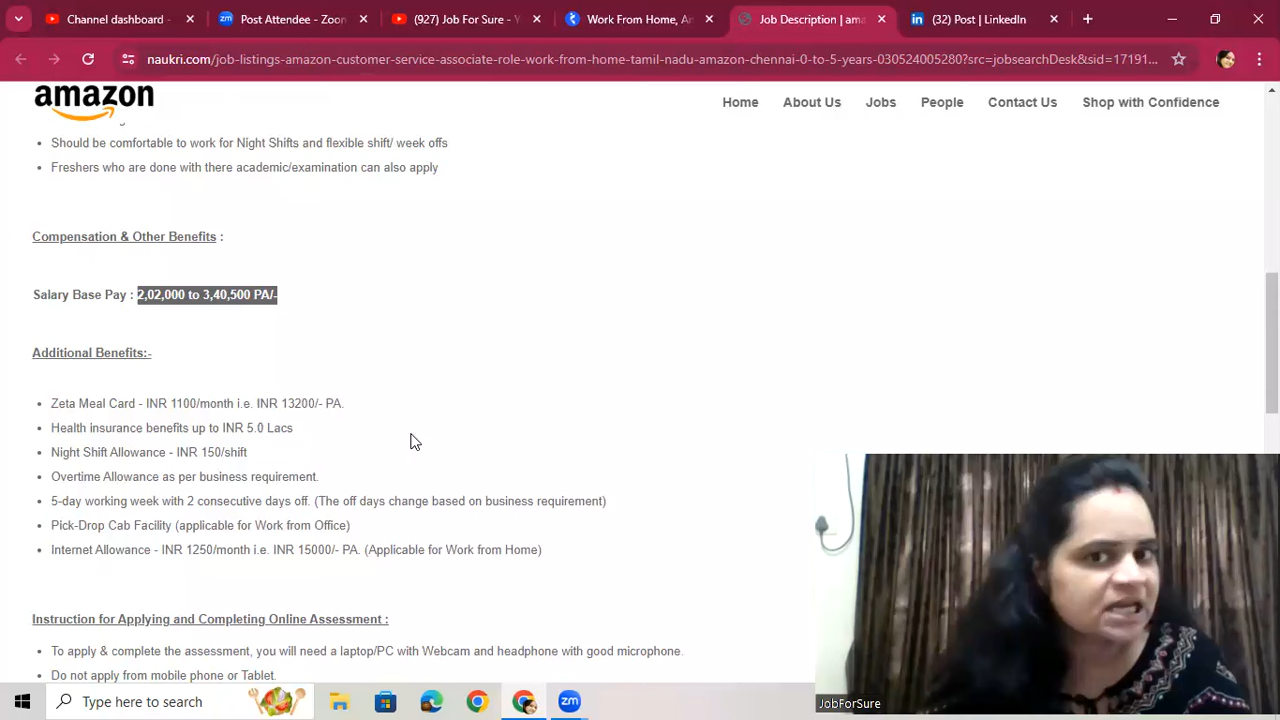 Channel dashboard -
Post Attendee - Zoon
(927) Job For Sure - Y
Work From Home, An
Job Description | ama
(32) Post | LinkedIn
naukri.com/job-listings-amazon-customer-service-associate-role-work-from-home-tamil-nadu-amazon-chennai-0-to-5-years-030524005280?src=jobsearchDesk&sid=17191...
amazon
Home About Us Jobs People Contact Us Shop with Confidence
Should be comfortable to work for Night Shifts and flexible shift/ week offs
Freshers who are done with there academic/examination can also apply
Compensation & Other Benefits :
Salary Base Pay : 2,02,000 to 3,40,500 PA/-
Additional Benefits:-
Zeta Meal Card - INR 1100/month i.e. INR 13200/- PA.
Health insurance benefits up to INR 5.0 Lacs
Night Shift Allowance - INR 150/shift
Overtime Allowance as per business requirement.
5-day working week with 2 consecutive days off. (The off days change based on business requirement)
Pick-Drop Cab Facility (applicable for Work from Office)
Internet Allowance - INR 1250/month i.e. INR 15000/- PA. (Applicable for Work from Home)
Instruction for Applying and Completing Online Assessment :
To apply & complete the assessment, you will need a laptop/PC with Webcam and headphone with good microphone.
Do not apply from mobile phone or Tablet.
Type here to search
zm
JobForSure